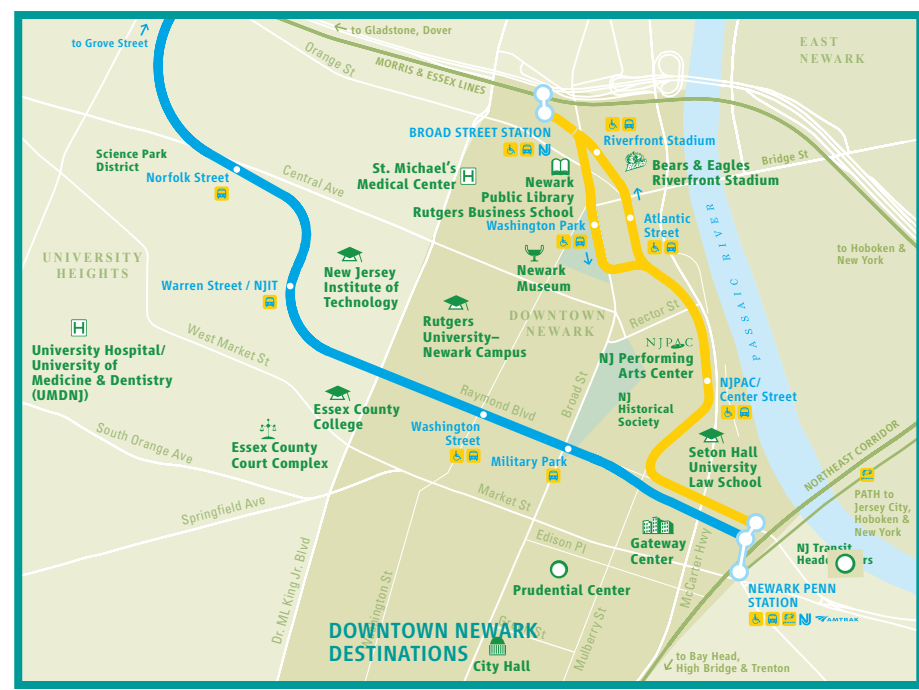 to Grove Street
to Gladstone, Dover
EAST
NEWARK
Orange St
MORRIS & ESSEX LINES
BROAD STREET STATION
Riverfront Stadium
Bridge St
Science Park
District
Norfolk Street
Central Ave
St. Michael's
Medical Center
H
Bears & Eagles
Riverfront Stadium
Newark
Public Library
Rutgers Business School
Washington Park
Atlantic
Street
PASSAIC RIVER
to Hoboken &
New York
UNIVERSITY
HEIGHTS
Warren Street / NJIT
New Jersey
Institute of
Technology
Newark
Museum
DOWNTOWN
NEWARK
Rector St
H
University Hospital/
University of
Medicine & Dentistry
(UMDNJ)
West Market St
Rutgers
University–
Newark Campus
NJPAC
NJ Performing
Arts Center
NJPAC/
Center Street
Essex County
College
Raymond Blvd
Broad St
NJ
Historical
Society
South Orange Ave
Essex County
Court Complex
Washington
Street
Military Park
Seton Hall
University
Law School
NORTHEAST CORRIDOR
Springfield Ave
Market St
PATH to
Jersey City,
Hoboken &
New York
Edison Pl
Gateway
Center
McCarter Hwy
NJ Transit
Prudential Center
NEWARK PENN
STATION
AMTRAK
Dr. ML King Jr. Blvd
Mulberry St
DOWNTOWN NEWARK
DESTINATIONS
City Hall
to Bay Head,
High Bridge & Trenton